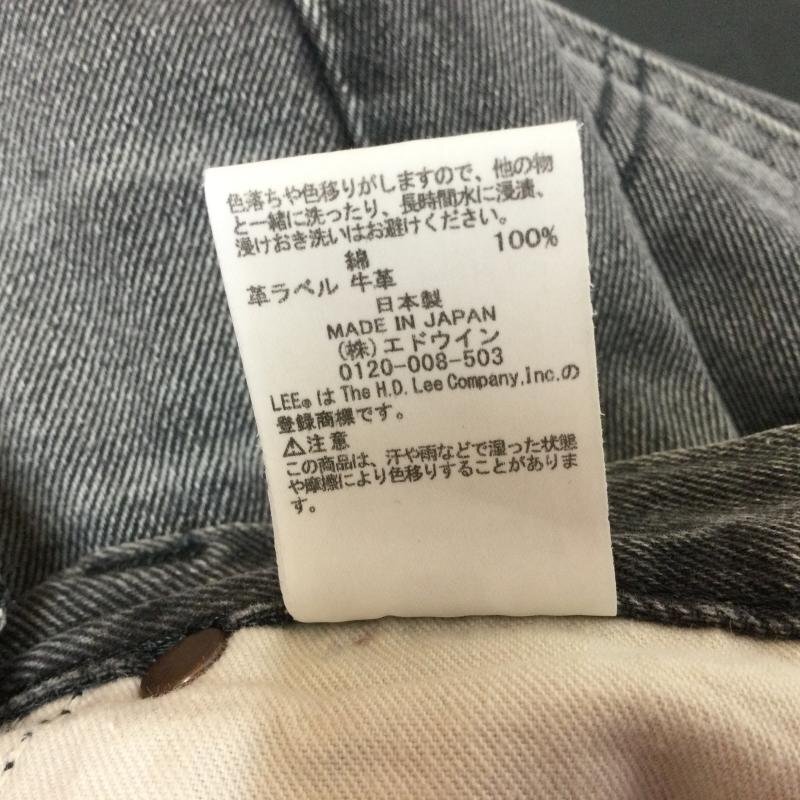 色落ちや色移りがしますので、他の物
と一緒に洗ったり、長時間水に浸漬、
浸けおき洗いはお避けください。
綿 100%
革ラベル 牛革
日本製
MADE IN JAPAN
(株)エドウイン
0120-008-503
LEE® は The H.D. Lee Company, Inc. の
登録商標です。
⚠注意
この商品は、汗や雨などで湿った状態
や摩擦により色移りすることがありま
す。